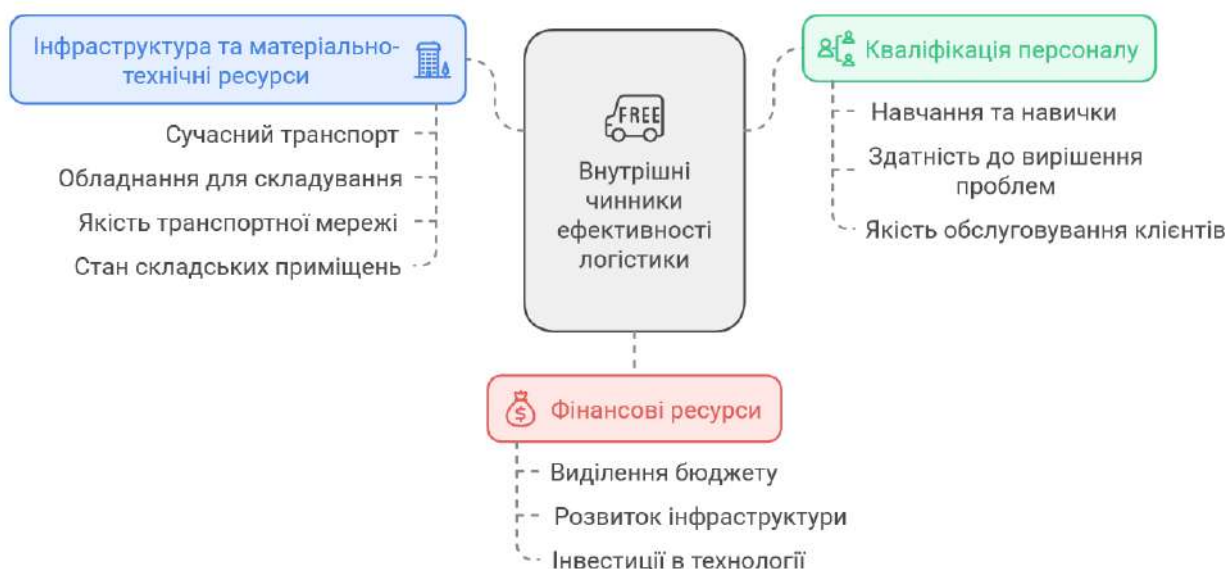 Інфраструктура та матеріально-
технічні ресурси
Сучасний транспорт
Обладнання для складування
Якість транспортної мережі
Стан складських приміщень
FREE
Внутрішні
чинники
ефективності
логістики
Кваліфікація персоналу
Навчання та навички
Здатність до вирішення
проблем
Якість обслуговування клієнтів
$
Фінансові ресурси
Виділення бюджету
Розвиток інфраструктури
Інвестиції в технології